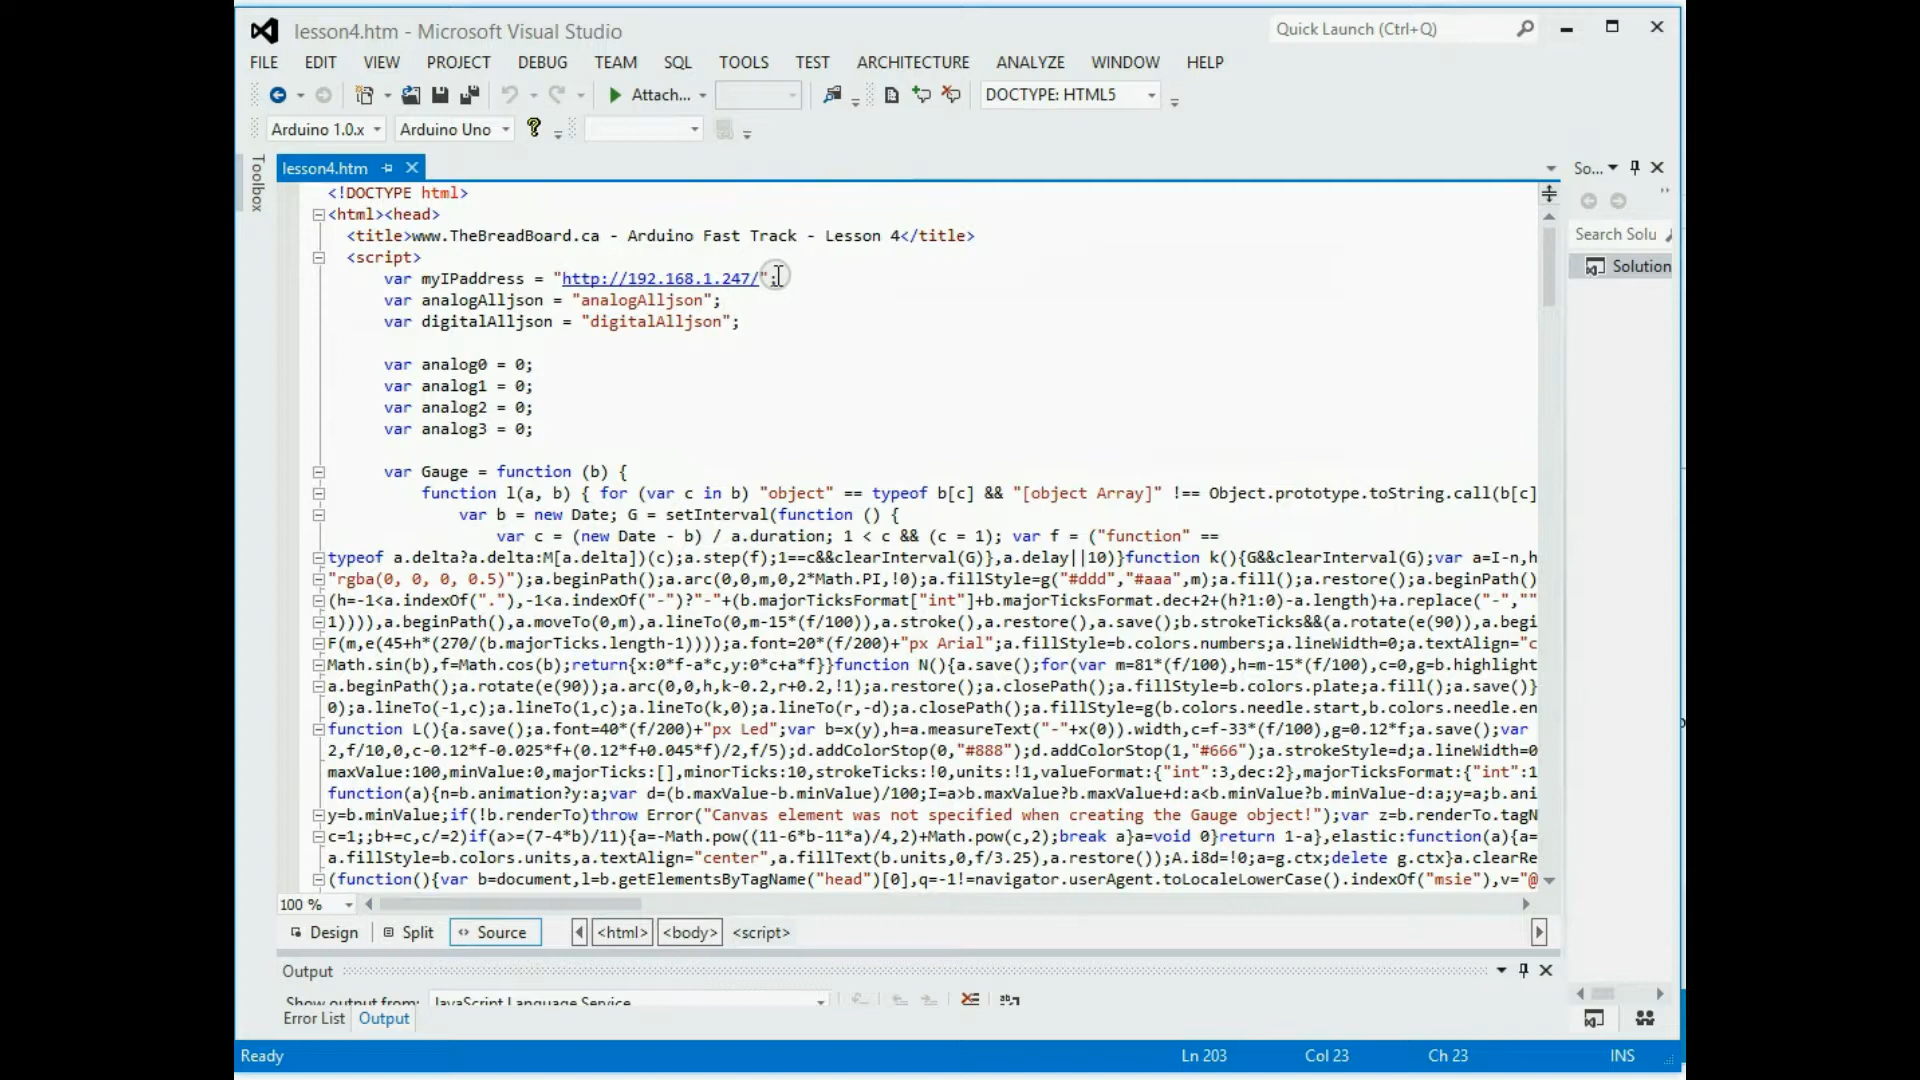 lesson4.htm - Microsoft Visual Studio
Quick Launch (Ctrl+Q)
FILE EDIT VIEW PROJECT DEBUG TEAM SQL TOOLS TEST ARCHITECTURE ANALYZE WINDOW HELP
Attach... DOCTYPE: HTML5
Arduino 1.0.x Arduino Uno
Toolbox
lesson4.htm
So...
Search Solu
Solution
<!DOCTYPE html>
<html><head>
<title>www.TheBreadBoard.ca - Arduino Fast Track - Lesson 4</title>
<script>
var myIPaddress = "http://192.168.1.247/";
var analogAlljson = "analogAlljson";
var digitalAlljson = "digitalAlljson";
var analog0 = 0;
var analog1 = 0;
var analog2 = 0;
var analog3 = 0;
var Gauge = function (b) {
function l(a, b) { for (var c in b) "object" == typeof b[c] && "[object Array]" !== Object.prototype.toString.call(b[c]
var b = new Date; G = setInterval(function () {
var c = (new Date - b) / a.duration; 1 < c && (c = 1); var f = ("function" ==
typeof a.delta?a.delta:M[a.delta])(c);a.step(f);1==c&&clearInterval(G)},a.delay||10)}function k(){G&&clearInterval(G);var a=I-n,h
"rgba(0, 0, 0, 0.5)");a.beginPath();a.arc(0,0,m,0,2*Math.PI,!0);a.fillStyle=g("#ddd","#aaa",m);a.fill();a.restore();a.beginPath()
(h=-1<a.indexOf("."),-1<a.indexOf("-")?"-"+(b.majorTicksFormat["int"]+b.majorTicksFormat.dec+2+(h?1:0)-a.length)+a.replace("-",""
1)))),a.beginPath(),a.moveTo(0,m),a.lineTo(0,m-15*(f/100)),a.stroke(),a.restore(),a.save();b.strokeTicks&&(a.rotate(e(90)),a.begi
F(m,e(45+h*(270/(b.majorTicks.length-1))));a.font=20*(f/200)+"px Arial";a.fillStyle=b.colors.numbers;a.lineWidth=0;a.textAlign="c
Math.sin(b),f=Math.cos(b);return{x:0*f-a*c,y:0*c+a*f}}function N(){a.save();for(var m=81*(f/100),h=m-15*(f/100),c=0,g=b.highlight
a.beginPath();a.rotate(e(90));a.arc(0,0,h,k-0.2,r+0.2,!1);a.restore();a.closePath();a.fillStyle=b.colors.plate;a.fill();a.save()}
0);a.lineTo(-1,c);a.lineTo(1,c);a.lineTo(k,0);a.lineTo(r,-d);a.closePath();a.fillStyle=g(b.colors.needle.start,b.colors.needle.en
function L(){a.save();a.font=40*(f/200)+"px Led";var b=x(y),h=a.measureText("-"+x(0)).width,c=f-33*(f/100),g=0.12*f;a.save();var
2,f/10,0,c-0.12*f-0.025*f+(0.12*f+0.045*f)/2,f/5);d.addColorStop(0,"#888");d.addColorStop(1,"#666");a.strokeStyle=d;a.lineWidth=0
maxValue:100,minValue:0,majorTicks:[],minorTicks:10,strokeTicks:!0,units:!1,valueFormat:{"int":3,dec:2},majorTicksFormat:{"int":1
function(a){n=b.animation?y:a;var d=(b.maxValue-b.minValue)/100;I=a>b.maxValue?b.maxValue+d:a<b.minValue?b.minValue-d:a;y=a;b.ani
y=b.minValue;if(!b.renderTo)throw Error("Canvas element was not specified when creating the Gauge object!");var z=b.renderTo.tagN
c=1;;b+=c,c/=2)if(a>=(7-4*b)/11){a=-Math.pow((11-6*b-11*a)/4,2)+Math.pow(c,2);break a}a=void 0}return 1-a},elastic:function(a){a=
a.fillStyle=b.colors.units,a.textAlign="center",a.fillText(b.units,0,f/3.25),a.restore());A.i8d=!0;a=g.ctx;delete g.ctx}a.clearRe
(function(){var b=document,l=b.getElementsByTagName("head")[0],q=-1!=navigator.userAgent.toLocaleLowerCase().indexOf("msie"),v="@
100 %
Design Split Source <html> <body> <script>
Output
Show output from: JavaScript Language Service
Error List Output
Ready Ln 203 Col 23 Ch 23 INS